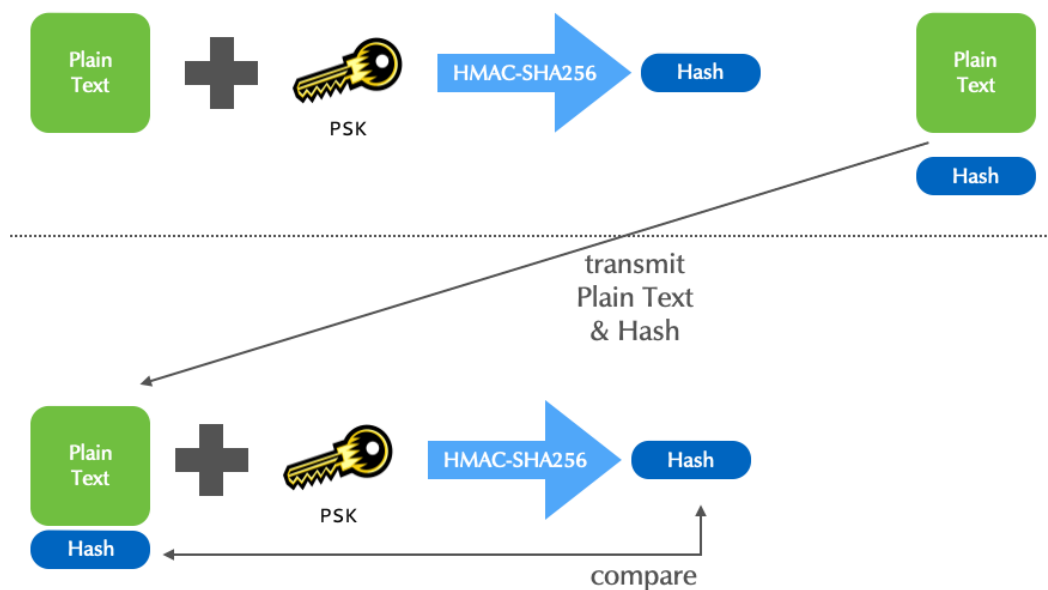 Plain
Text
PSK
HMAC-SHA256
Hash
Plain
Text
Hash
transmit
Plain Text
& Hash
Plain
Text
Hash
PSK
HMAC-SHA256
Hash
compare